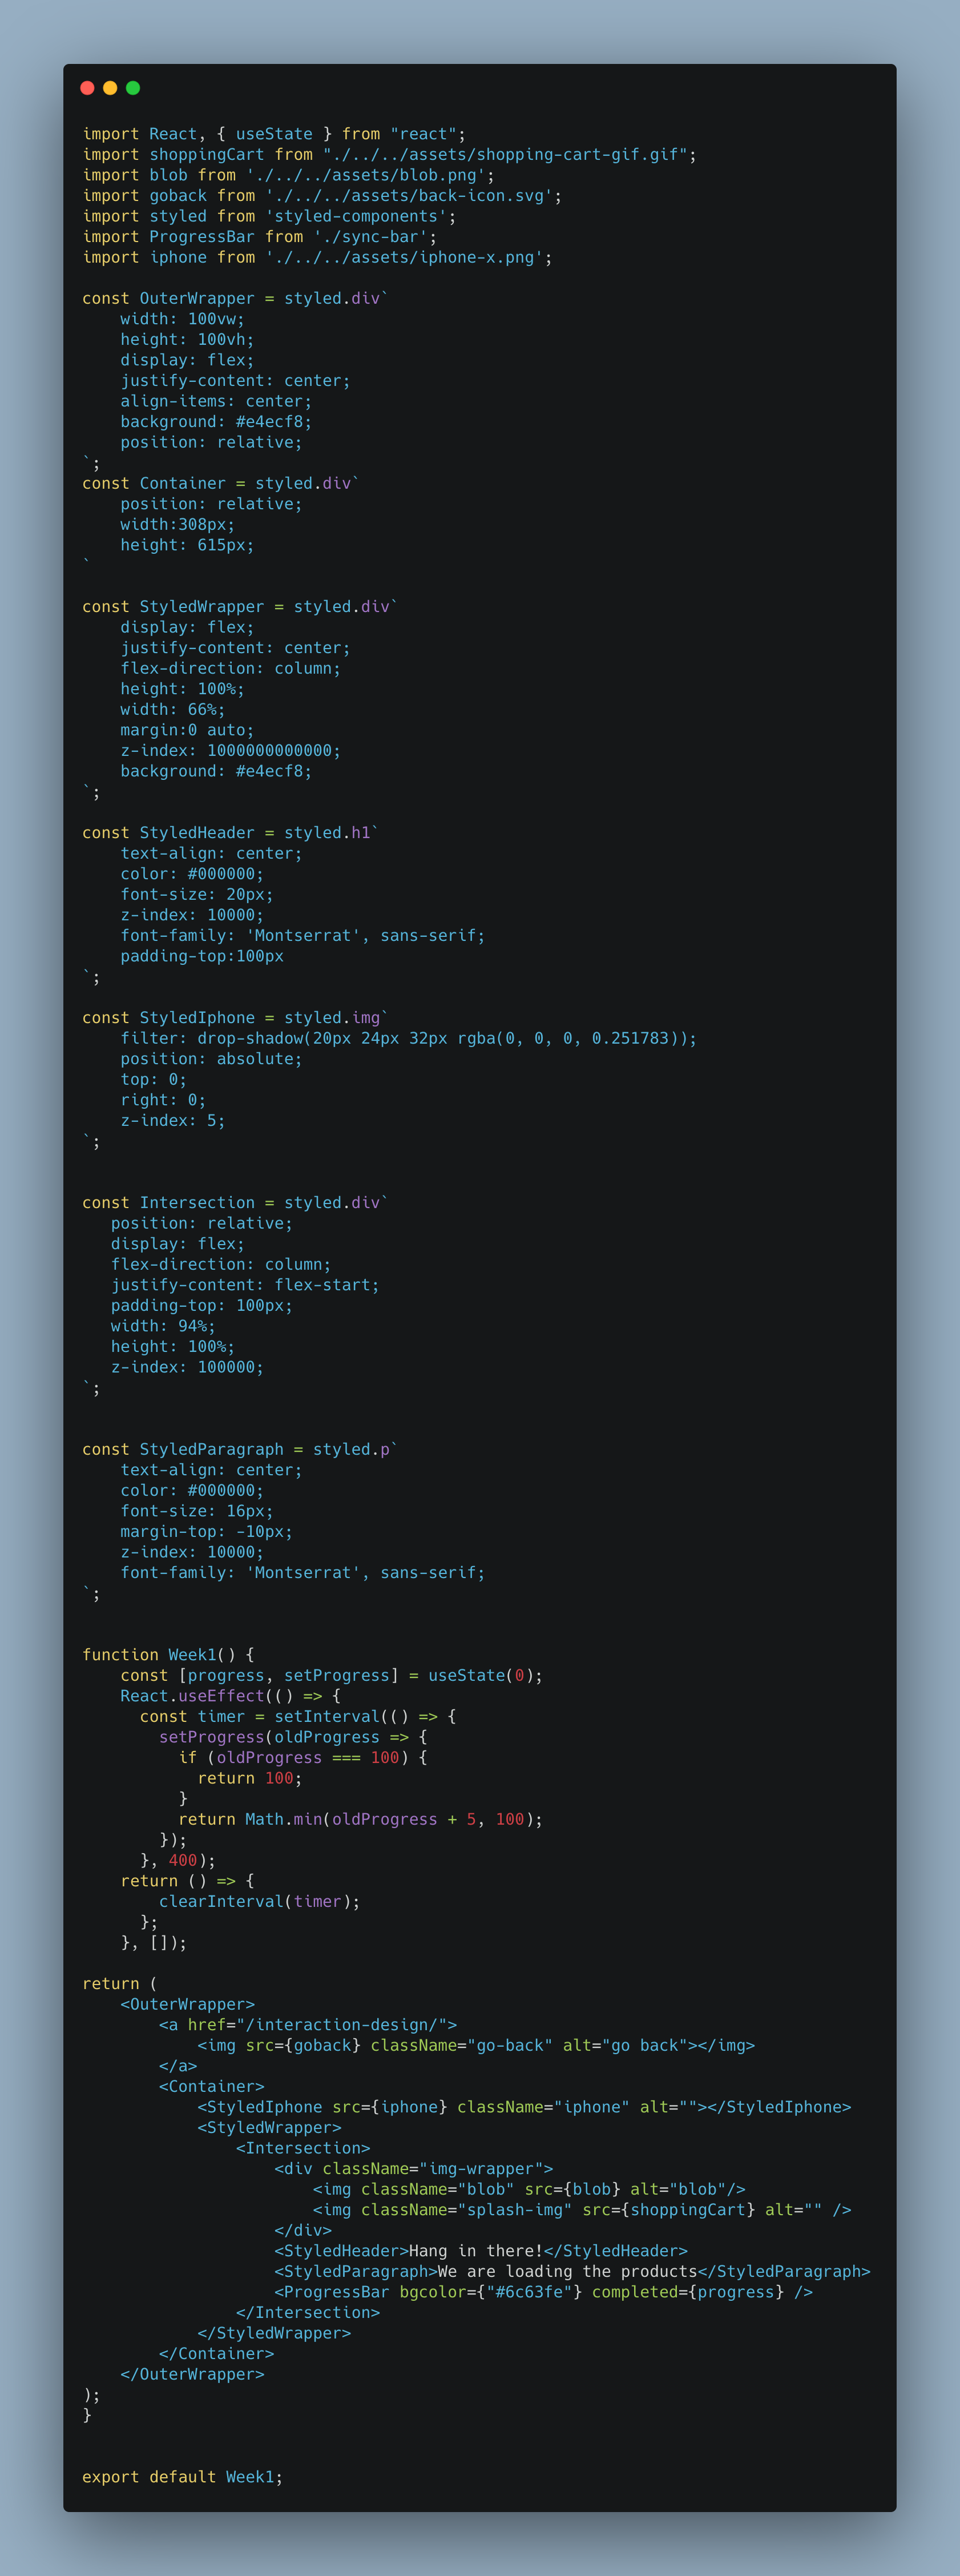 import React, { useState } from "react";
import shoppingCart from "./../../assets/shopping-cart-gif.gif";
import blob from './../../assets/blob.png';
import goback from './../../assets/back-icon.svg';
import styled from 'styled-components';
import ProgressBar from './sync-bar';
import iphone from './../../assets/iphone-x.png';

const OuterWrapper = styled.div`
    width: 100vw;
    height: 100vh;
    display: flex;
    justify-content: center;
    align-items: center;
    background: #e4ecf8;
    position: relative;
`;
const Container = styled.div`
    position: relative;
    width:308px;
    height: 615px;
`

const StyledWrapper = styled.div`
    display: flex;
    justify-content: center;
    flex-direction: column;
    height: 100%;
    width: 66%;
    margin:0 auto;
    z-index: 1000000000000;
    background: #e4ecf8;
`;

const StyledHeader = styled.h1`
    text-align: center;
    color: #000000;
    font-size: 20px;
    z-index: 10000;
    font-family: 'Montserrat', sans-serif;
    padding-top:100px
`;

const StyledIphone = styled.img`
    filter: drop-shadow(20px 24px 32px rgba(0, 0, 0, 0.251783));
    position: absolute;
    top: 0;
    right: 0;
    z-index: 5;
`;


const Intersection = styled.div`
   position: relative;
   display: flex;
   flex-direction: column;
   justify-content: flex-start;
   padding-top: 100px;
   width: 94%;
   height: 100%;
   z-index: 100000;
`;


const StyledParagraph = styled.p`
    text-align: center;
    color: #000000;
    font-size: 16px;
    margin-top: -10px;
    z-index: 10000;
    font-family: 'Montserrat', sans-serif;
`;


function Week1() {
    const [progress, setProgress] = useState(0);
    React.useEffect(() => {
      const timer = setInterval(() => {
        setProgress(oldProgress => {
          if (oldProgress === 100) {
            return 100;
          }
          return Math.min(oldProgress + 5, 100);
        });
      }, 400);
    return () => {
        clearInterval(timer);
      };
    }, []);

return (
    <OuterWrapper>
        <a href="/interaction-design/">
            <img src={goback} className="go-back" alt="go back"></img>
        </a>
        <Container>
            <StyledIphone src={iphone} className="iphone" alt=""></StyledIphone>
            <StyledWrapper>
                <Intersection>
                    <div className="img-wrapper">
                        <img className="blob" src={blob} alt="blob"/>
                        <img className="splash-img" src={shoppingCart} alt="" />
                    </div>
                    <StyledHeader>Hang in there!</StyledHeader>
                    <StyledParagraph>We are loading the products</StyledParagraph>
                    <ProgressBar bgcolor={"#6c63fe"} completed={progress} />
                </Intersection>
            </StyledWrapper>
        </Container>
    </OuterWrapper>
);
}


export default Week1;